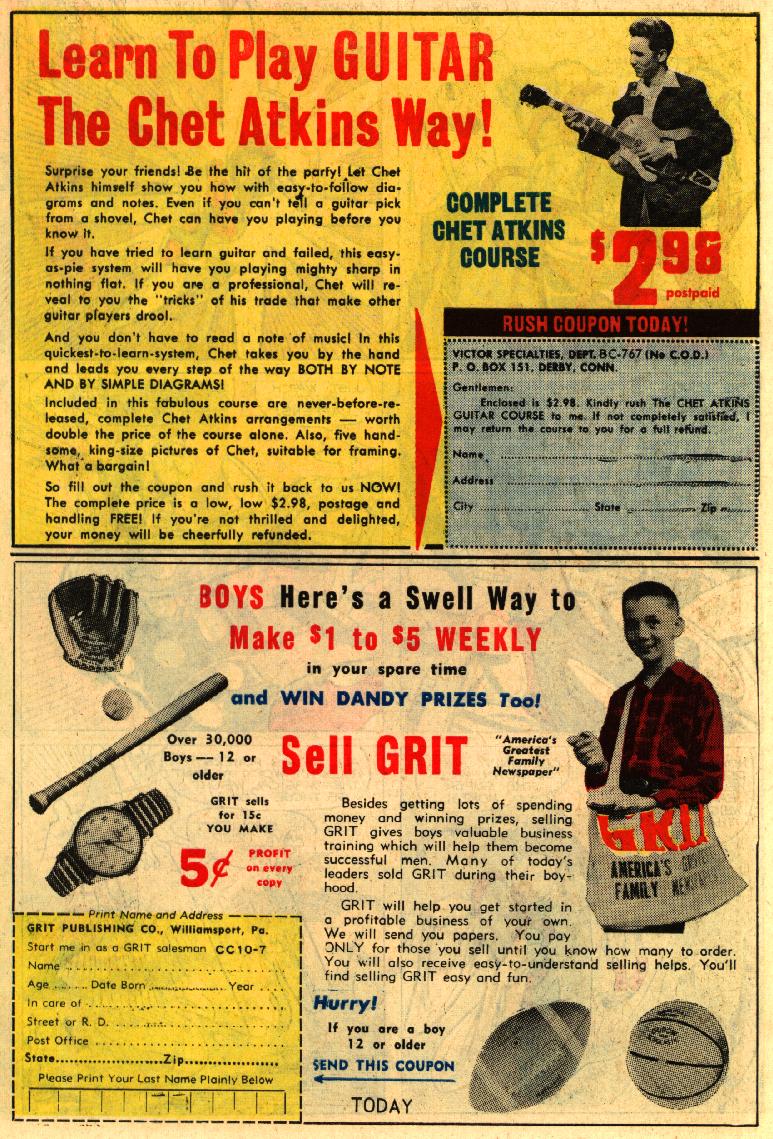 Learn To Play GUITAR
The Chet Atkins Way!
Surprise your friends! Be the hit of the party! Let Chet
Atkins himself show you how with easy-to-follow dia-
grams and notes. Even if you can't tell a guitar pick
from a shovel, Chet can have you playing before you
know it.
If you have tried to learn guitar and failed, this easy-
as-pie system will have you playing mighty sharp in
nothing flat. If you are a professional, Chet will re-
veal to you the "tricks" of his trade that make other
guitar players drool.
And you don't have to read a note of music! In this
quickest-to-learn-system, Chet takes you by the hand
and leads you every step of the way BOTH BY NOTE
AND BY SIMPLE DIAGRAMS!
Included in this fabulous course are never-before-re-
leased, complete Chet Atkins arrangements — worth
double the price of the course alone. Also, five hand-
some, king-size pictures of Chet, suitable for framing.
What a bargain!
So fill out the coupon and rush it back to us NOW!
The complete price is a low, low $2.98, postage and
handling FREE! If you're not thrilled and delighted,
your money will be cheerfully refunded.
COMPLETE
CHET ATKINS
COURSE
$2.98
postpaid
RUSH COUPON TODAY!
VICTOR SPECIALTIES, DEPT. BC-767 (No C.O.D.)
P. O. BOX 151, DERBY, CONN.
Gentlemen:
Enclosed is $2.98. Kindly rush The CHET ATKINS
GUITAR COURSE to me. If not completely satisfied, I
may return the course to you for a full refund.
Name
Address
City State Zip
BOYS Here's a Swell Way to
Make $1 to $5 WEEKLY
in your spare time
and WIN DANDY PRIZES Too!
Over 30,000
Boys — 12 or
older
Sell GRIT
"America's
Greatest
Family
Newspaper"
GRIT sells
for 15c
YOU MAKE
5¢ PROFIT
on every
copy
Besides getting lots of spending
money and winning prizes, selling
GRIT gives boys valuable business
training which will help them become
successful men. Many of today's
leaders sold GRIT during their boy-
hood.
GRIT will help you get started in
a profitable business of your own.
We will send you papers. You pay
ONLY for those you sell until you know how many to order.
You will also receive easy-to-understand selling helps. You'll
find selling GRIT easy and fun.
GRIT
AMERICA'S
FAMILY
Print Name and Address
GRIT PUBLISHING CO., Williamsport, Pa.
Start me in as a GRIT salesman CC10-7
Name
Age Date Born Year
In care of
Street or R. D.
Post Office
State Zip
Please Print Your Last Name Plainly Below
Hurry!
If you are a boy
12 or older
SEND THIS COUPON
TODAY